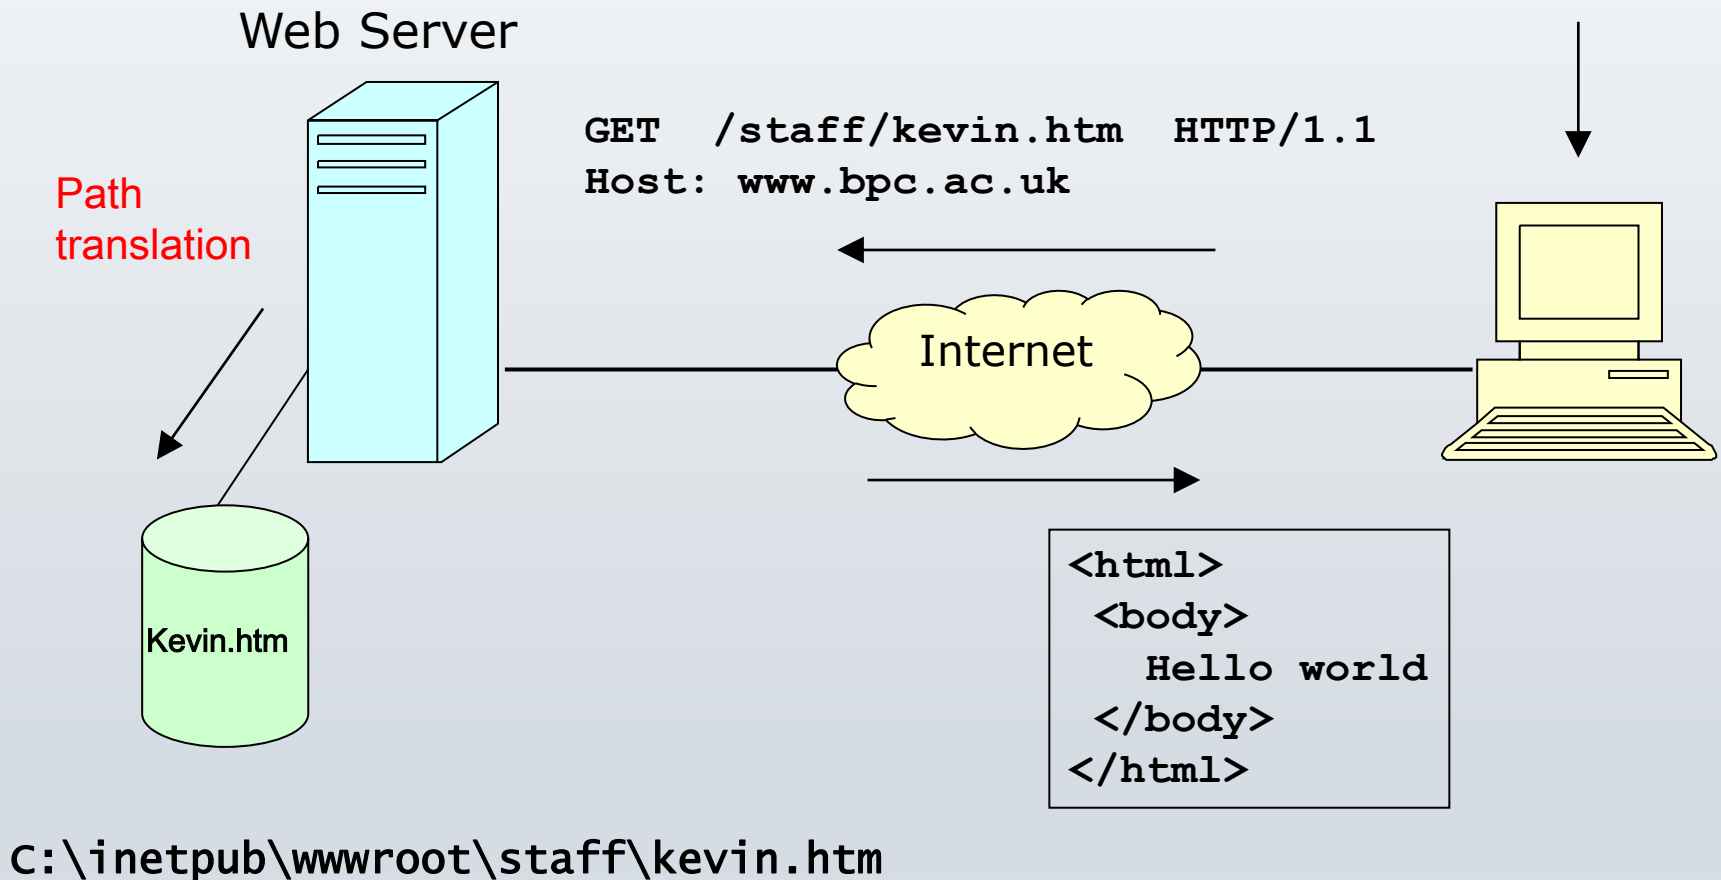 Web Server
GET /staff/kevin.htm HTTP/1.1
Host: www.bpc.ac.uk
Path
translation
Internet
<html>
<body>
Hello world
</body>
</html>
Kevin.htm
C:\inetpub\wwwroot\staff\kevin.htm